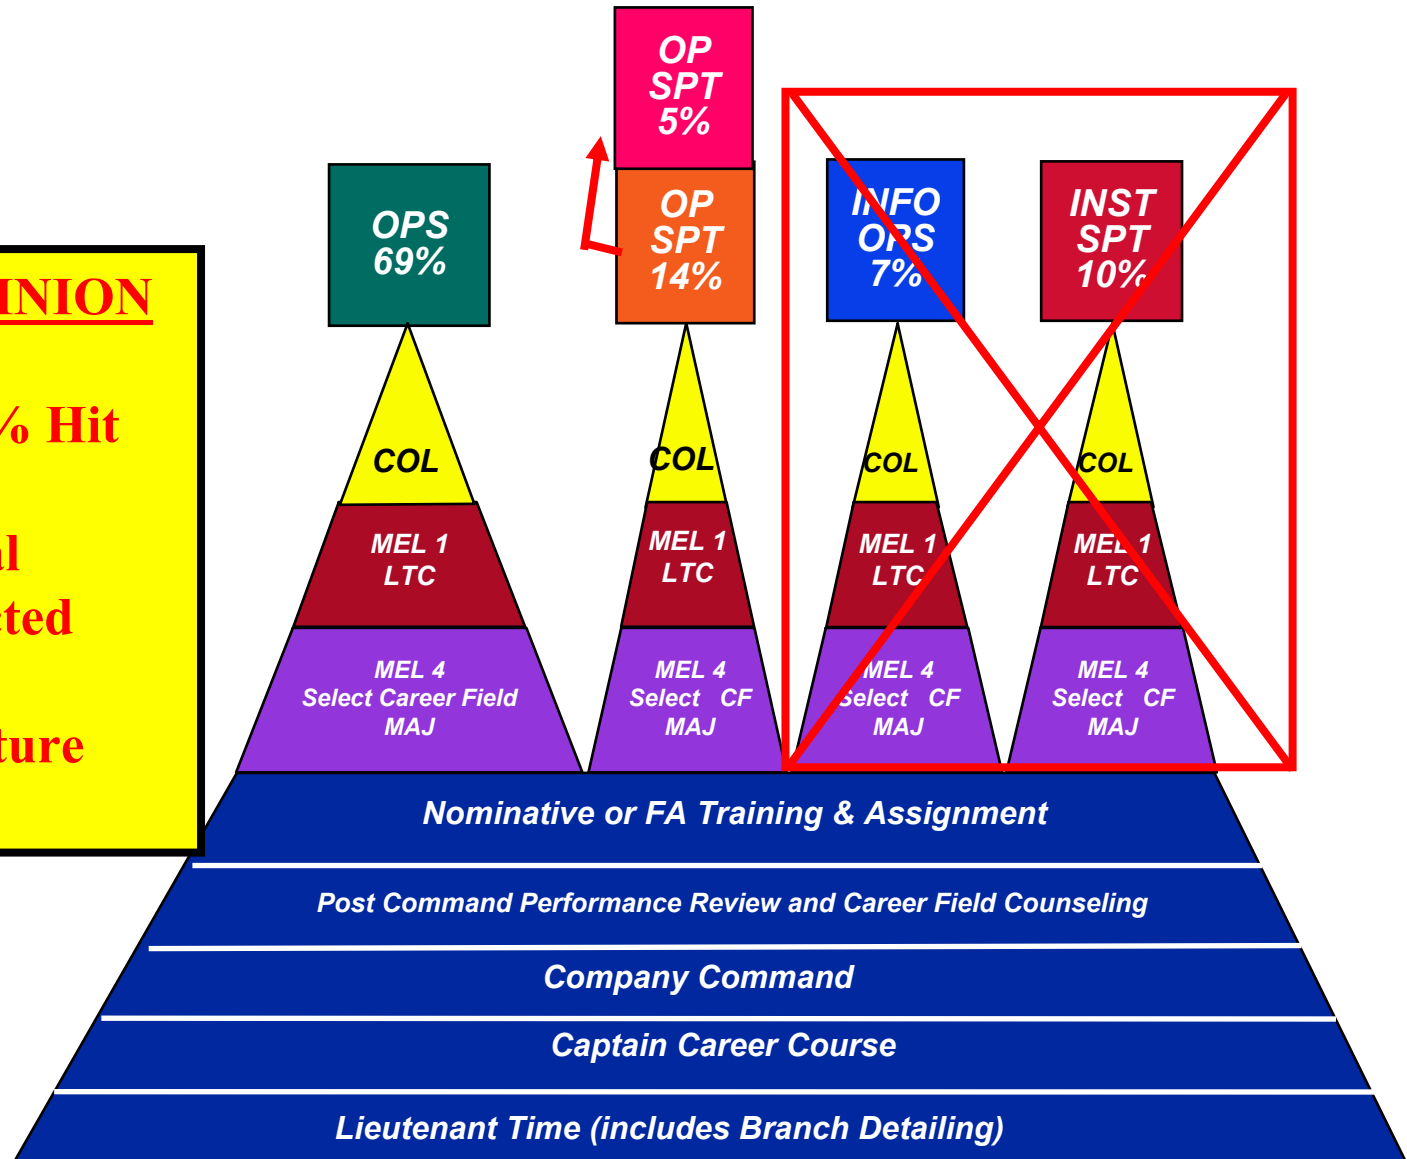 OP
SPT
5%
OPS
69%
OP
SPT
14%
INFO
OPS
7%
INST
SPT
10%
% Hit
COL
COL
COL
COL
MEL 1
LTC
MEL 1
LTC
MEL 1
LTC
MEL 1
LTC
MEL 4
Select Career Field
MAJ
MEL 4
Select CF
MAJ
MEL 4
Select CF
MAJ
MEL 4
Select CF
MAJ
Nominative or FA Training & Assignment
Post Command Performance Review and Career Field Counseling
Company Command
Captain Career Course
Lieutenant Time (includes Branch Detailing)